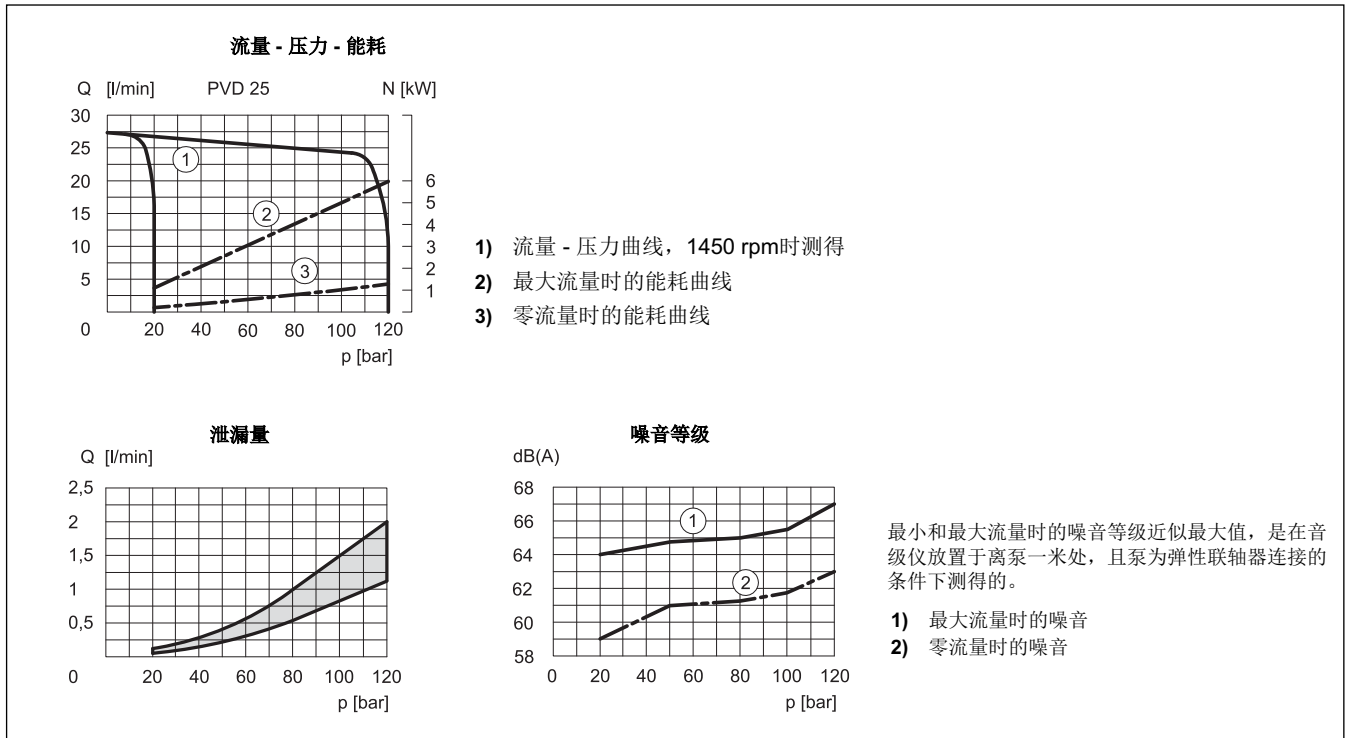 流量 - 压力 - 能耗
Q [l/min] PVD 25 N [kW]
30
25
20
15
10
5
0
6
5
4
3
2
1
1
2
3
20 40 60 80 100 120
p [bar]
1) 流量 - 压力曲线，1450 rpm时测得
2) 最大流量时的能耗曲线
3) 零流量时的能耗曲线
泄漏量
Q [l/min]
2,5
2
1,5
1
0,5
0 20 40 60 80 100 120
p [bar]
噪音等级
dB(A)
68
66
64
62
60
58
1
2
0 20 40 60 80 100 120
p [bar]
最小和最大流量时的噪音等级近似最大值，是在音
级仪放置于离泵一米处，且泵为弹性联轴器连接的
条件下测得的。
1) 最大流量时的噪音
2) 零流量时的噪音